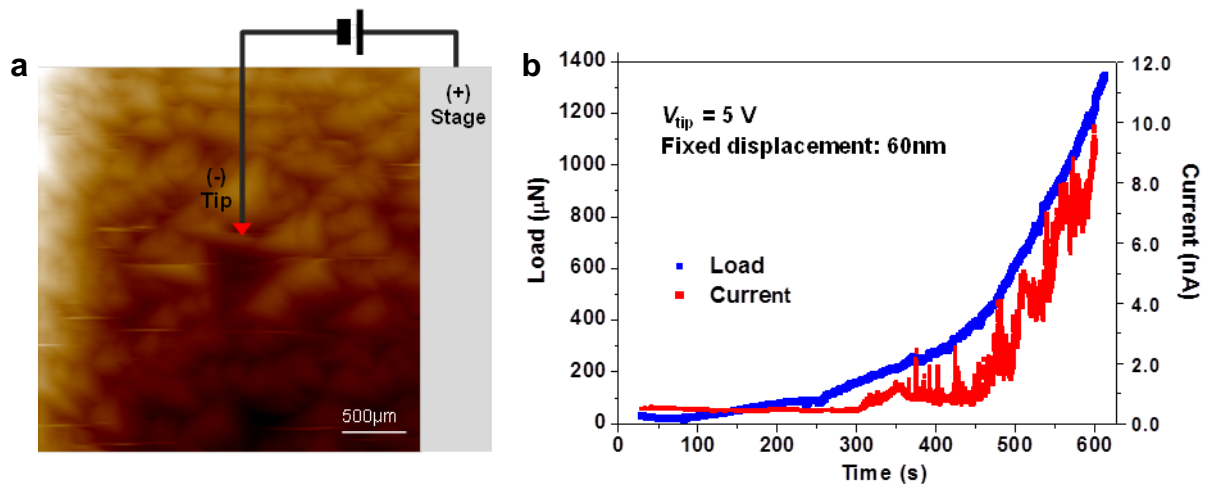 a
(+)
Stage
(-)
Tip
500µm
b
V_tip = 5 V
Fixed displacement: 60nm
Load
Current
Load (µN)
1400
1200
1000
800
600
400
200
0
Current (nA)
12.0
10.0
8.0
6.0
4.0
2.0
0.0
0 100 200 300 400 500 600
Time (s)